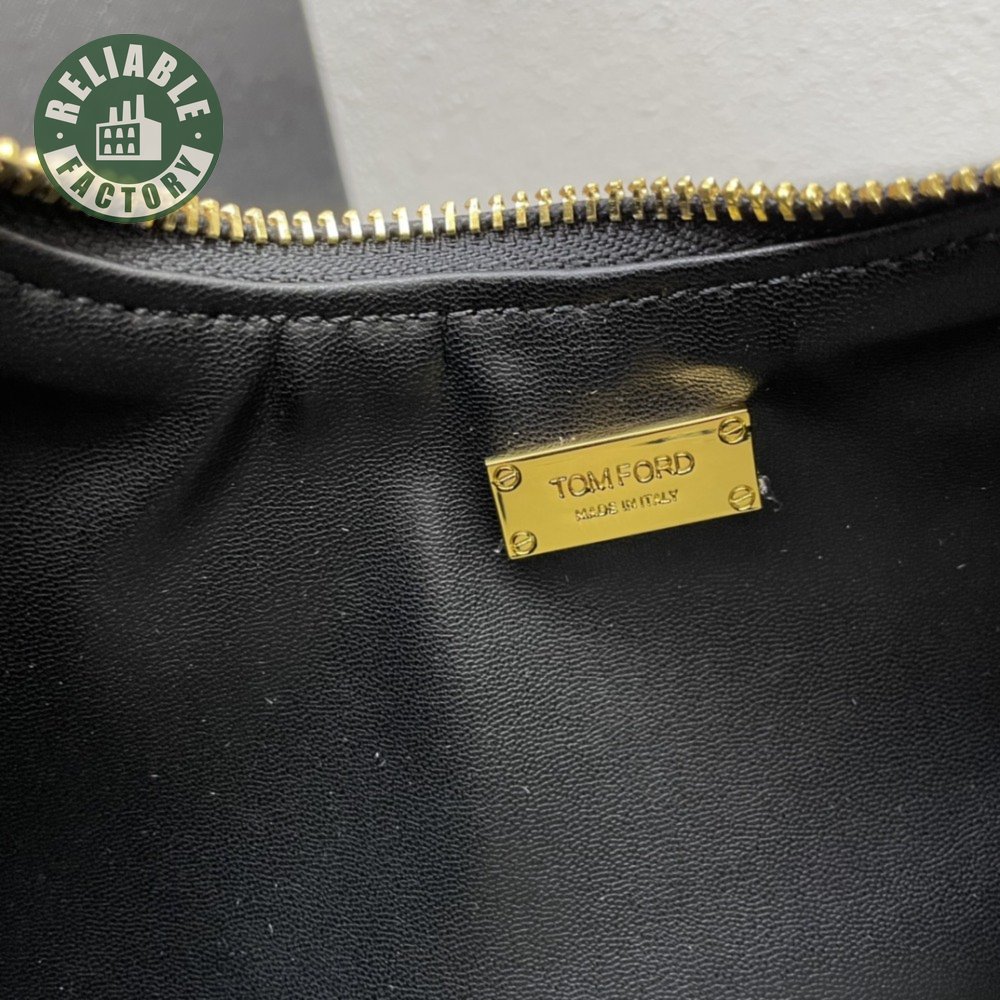 RELIABLE
FACTORY
TOM FORD
MADE IN ITALY